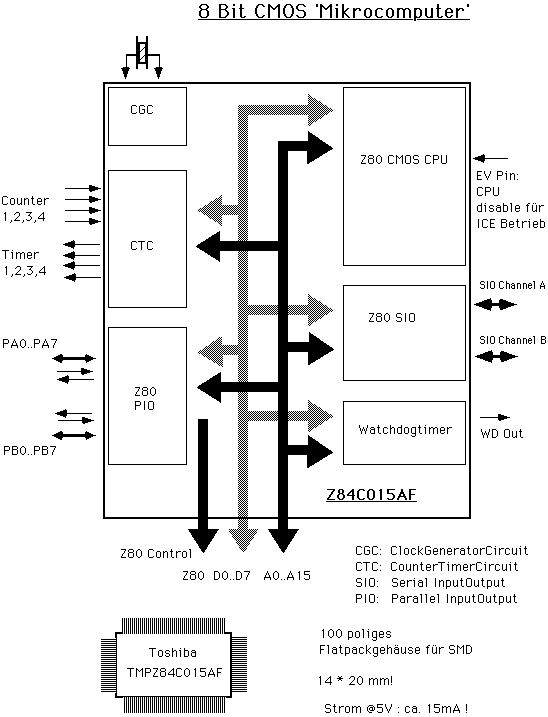 8 Bit CMOS 'Mikrocomputer'
CGC
Z80 CMOS CPU
EV Pin:
CPU
disable für
ICE Betrieb
Counter
1,2,3,4
CTC
Timer
1,2,3,4
SIO Channel A
Z80 SIO
SIO Channel B
PA0..PA7
Z80
PIO
Watchdogtimer
WD Out
PB0..PB7
Z84C015AF
Z80 Control
Z80 D0..D7 A0..A15
CGC: ClockGeneratorCircuit
CTC: CounterTimerCircuit
SIO: Serial InputOutput
PIO: Parallel InputOutput
Toshiba
TMPZ84C015AF
100 poliges
Flatpackgehäuse für SMD
14 * 20 mm!
Strom @5V : ca. 15mA !